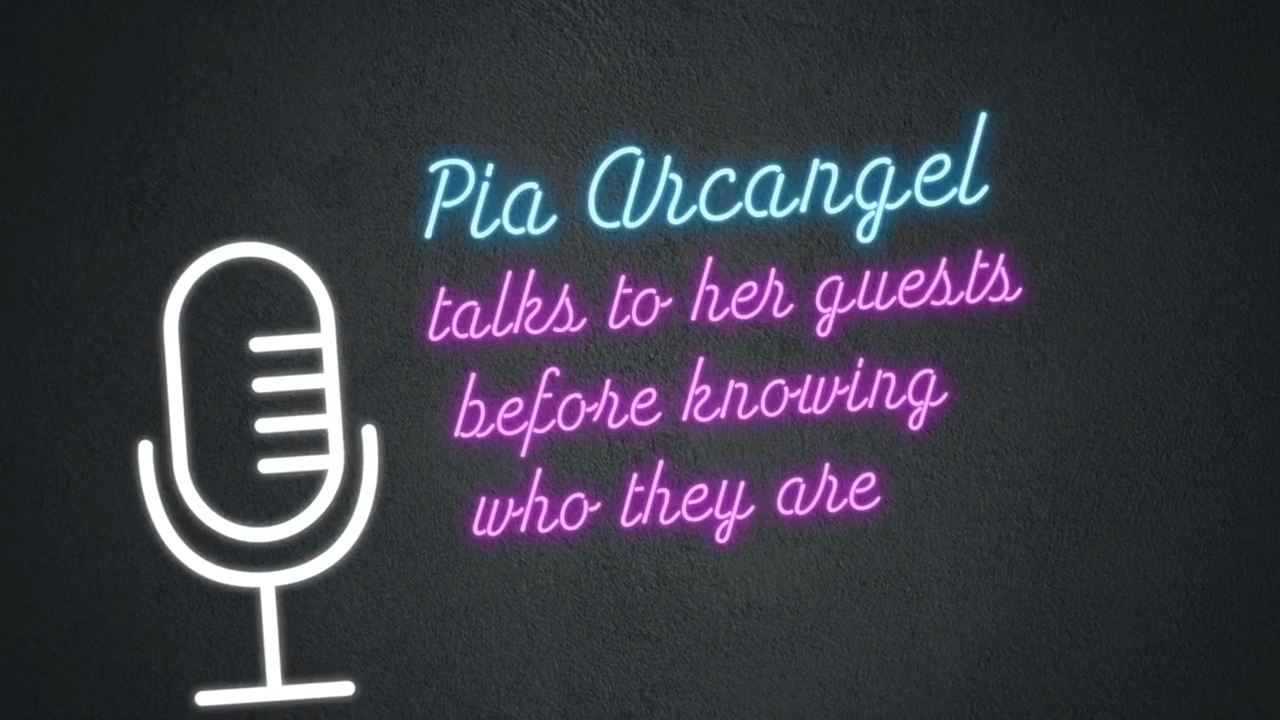 Pia Arcangel
talks to her guests
before knowing
who they are